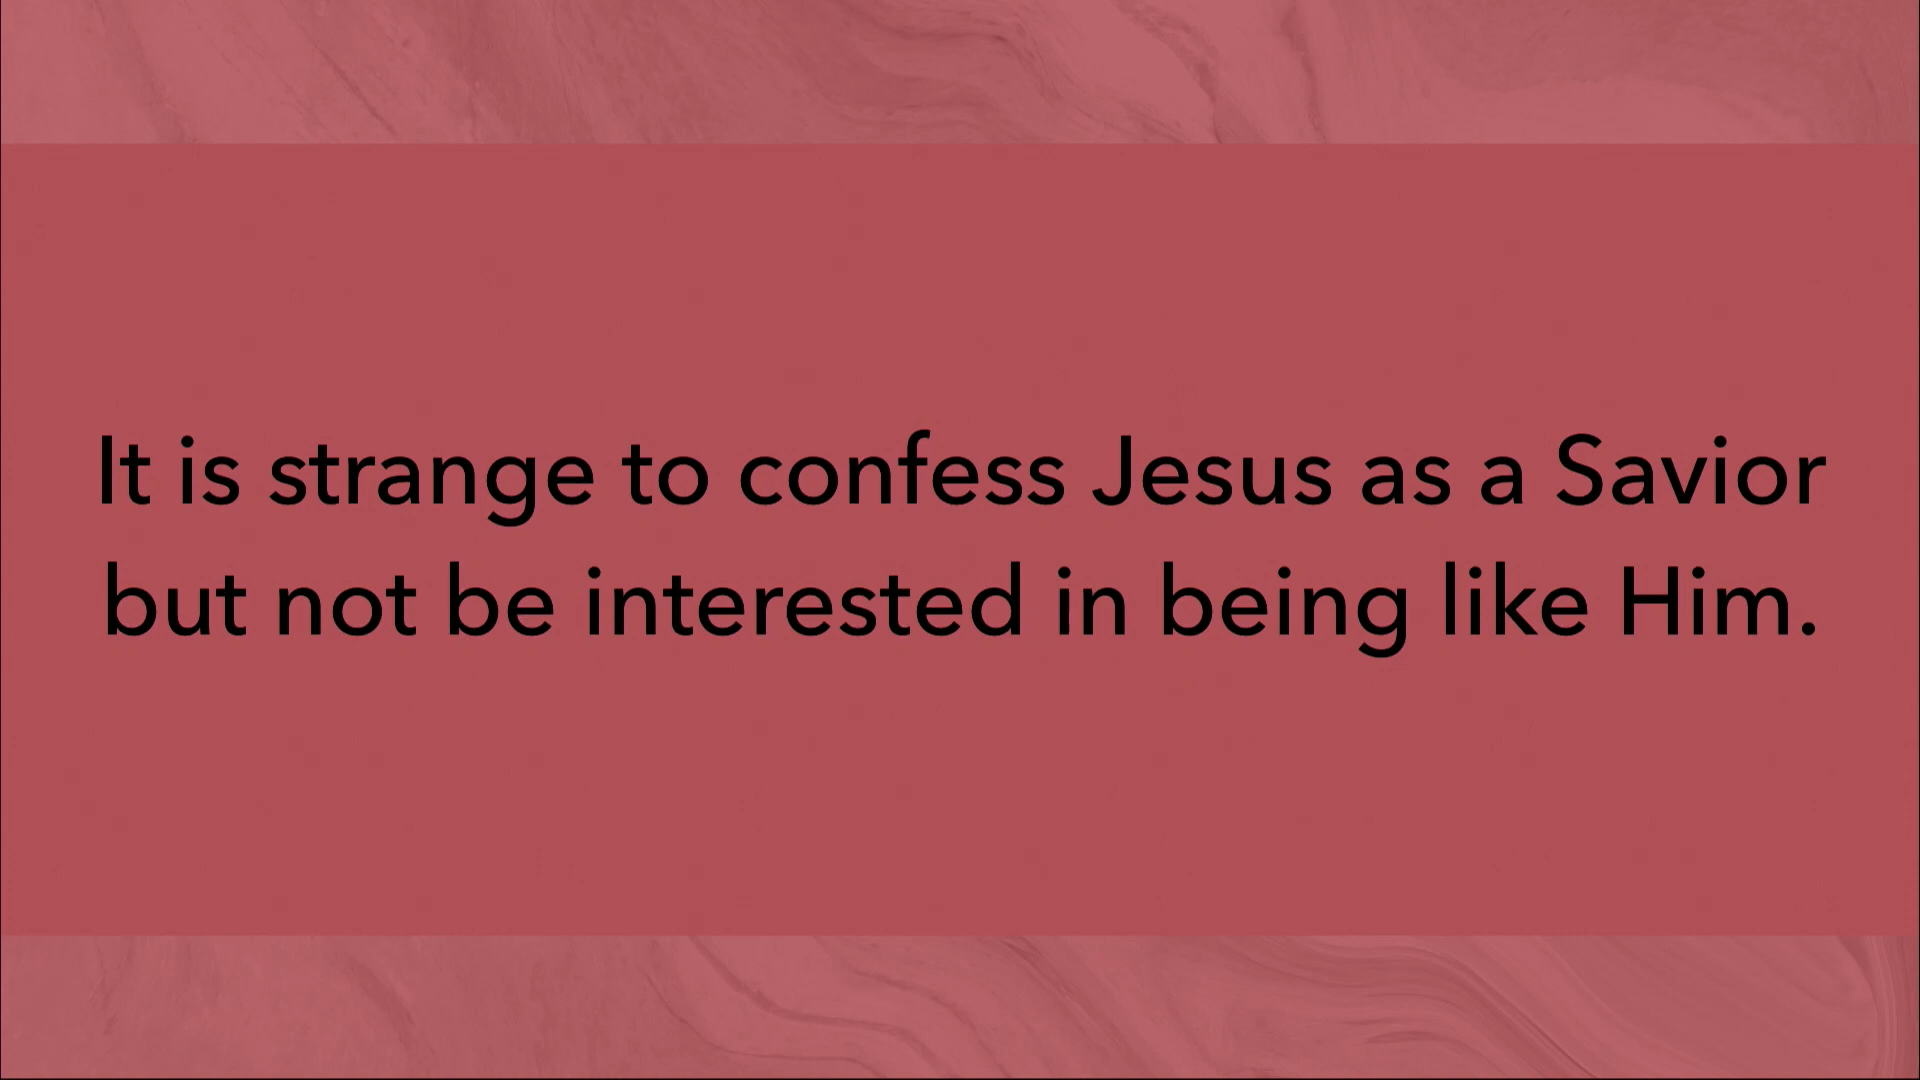 It is strange to confess Jesus as a Savior
but not be interested in being like Him.